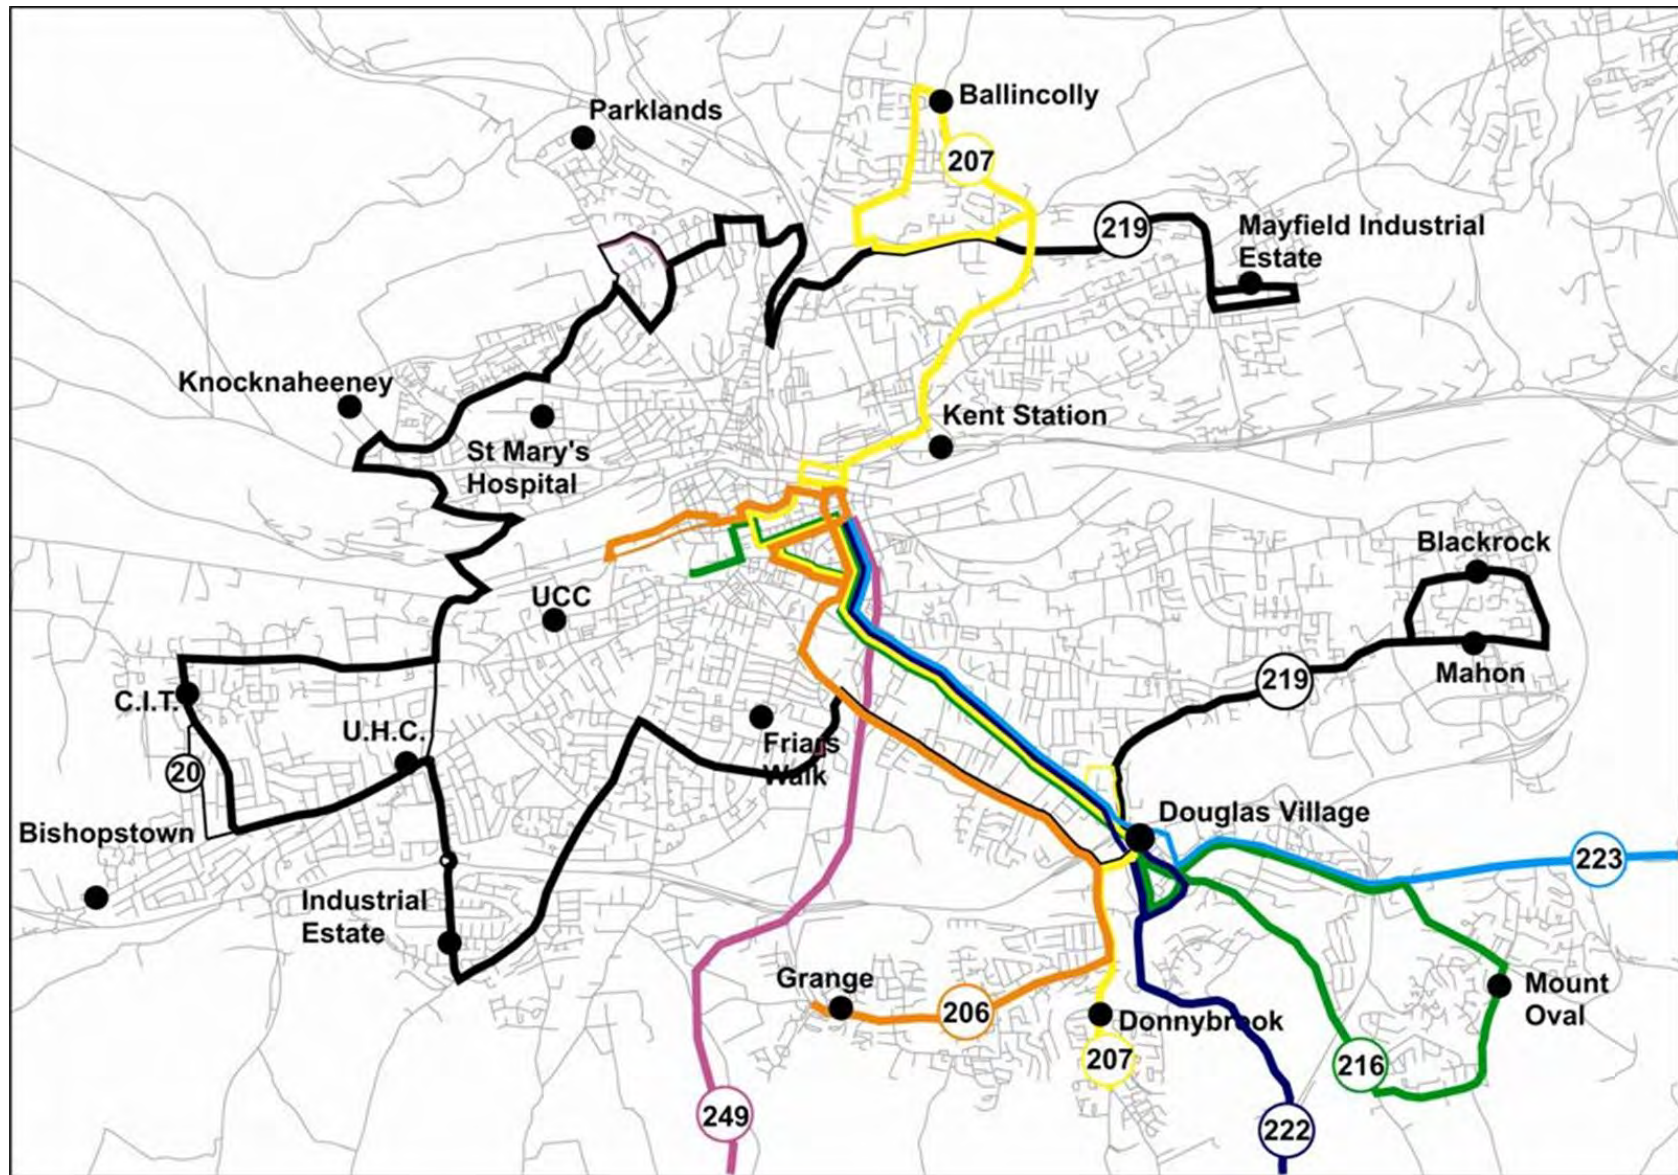 Parklands
Ballincolly
207
219
Mayfield Industrial
Estate
Knocknaheeney
Kent Station
St Mary's
Hospital
Blackrock
UCC
Mahon
219
C.I.T.
U.H.C.
Friars
Walk
20
Bishopstown
Douglas Village
223
Industrial
Estate
Grange
206
Donnybrook
Mount
Oval
207
216
249
222